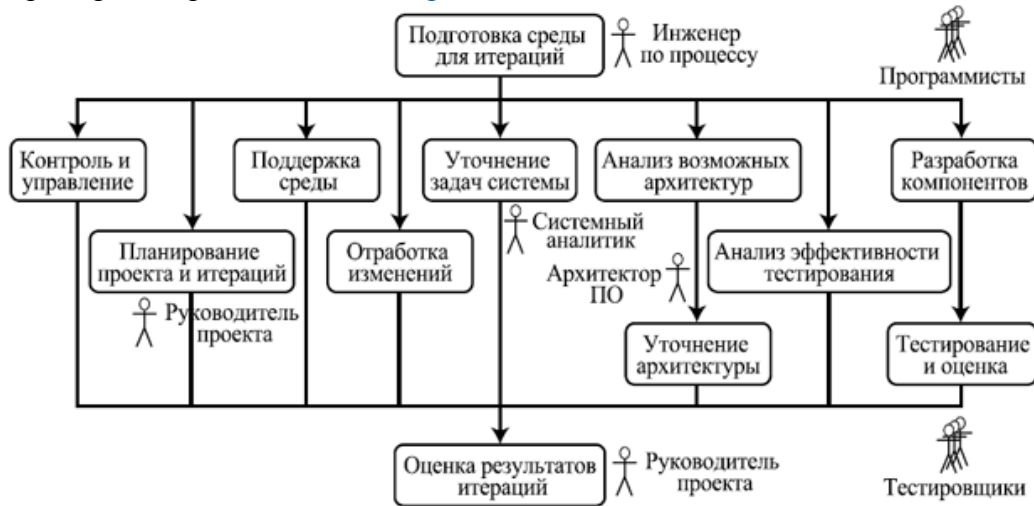 Подготовка среды
для итераций
Инженер
по процессу
Программисты
Контроль и
управление
Поддержка
среды
Уточнение
задач системы
Анализ возможных
архитектур
Разработка
компонентов
Системный
аналитик
Планирование
проекта и итераций
Отработка
изменений
Архитектор
ПО
Анализ эффективности
тестирования
Руководитель
проекта
Уточнение
архитектуры
Тестирование
и оценка
Оценка результатов
итераций
Руководитель
проекта
Тестировщики